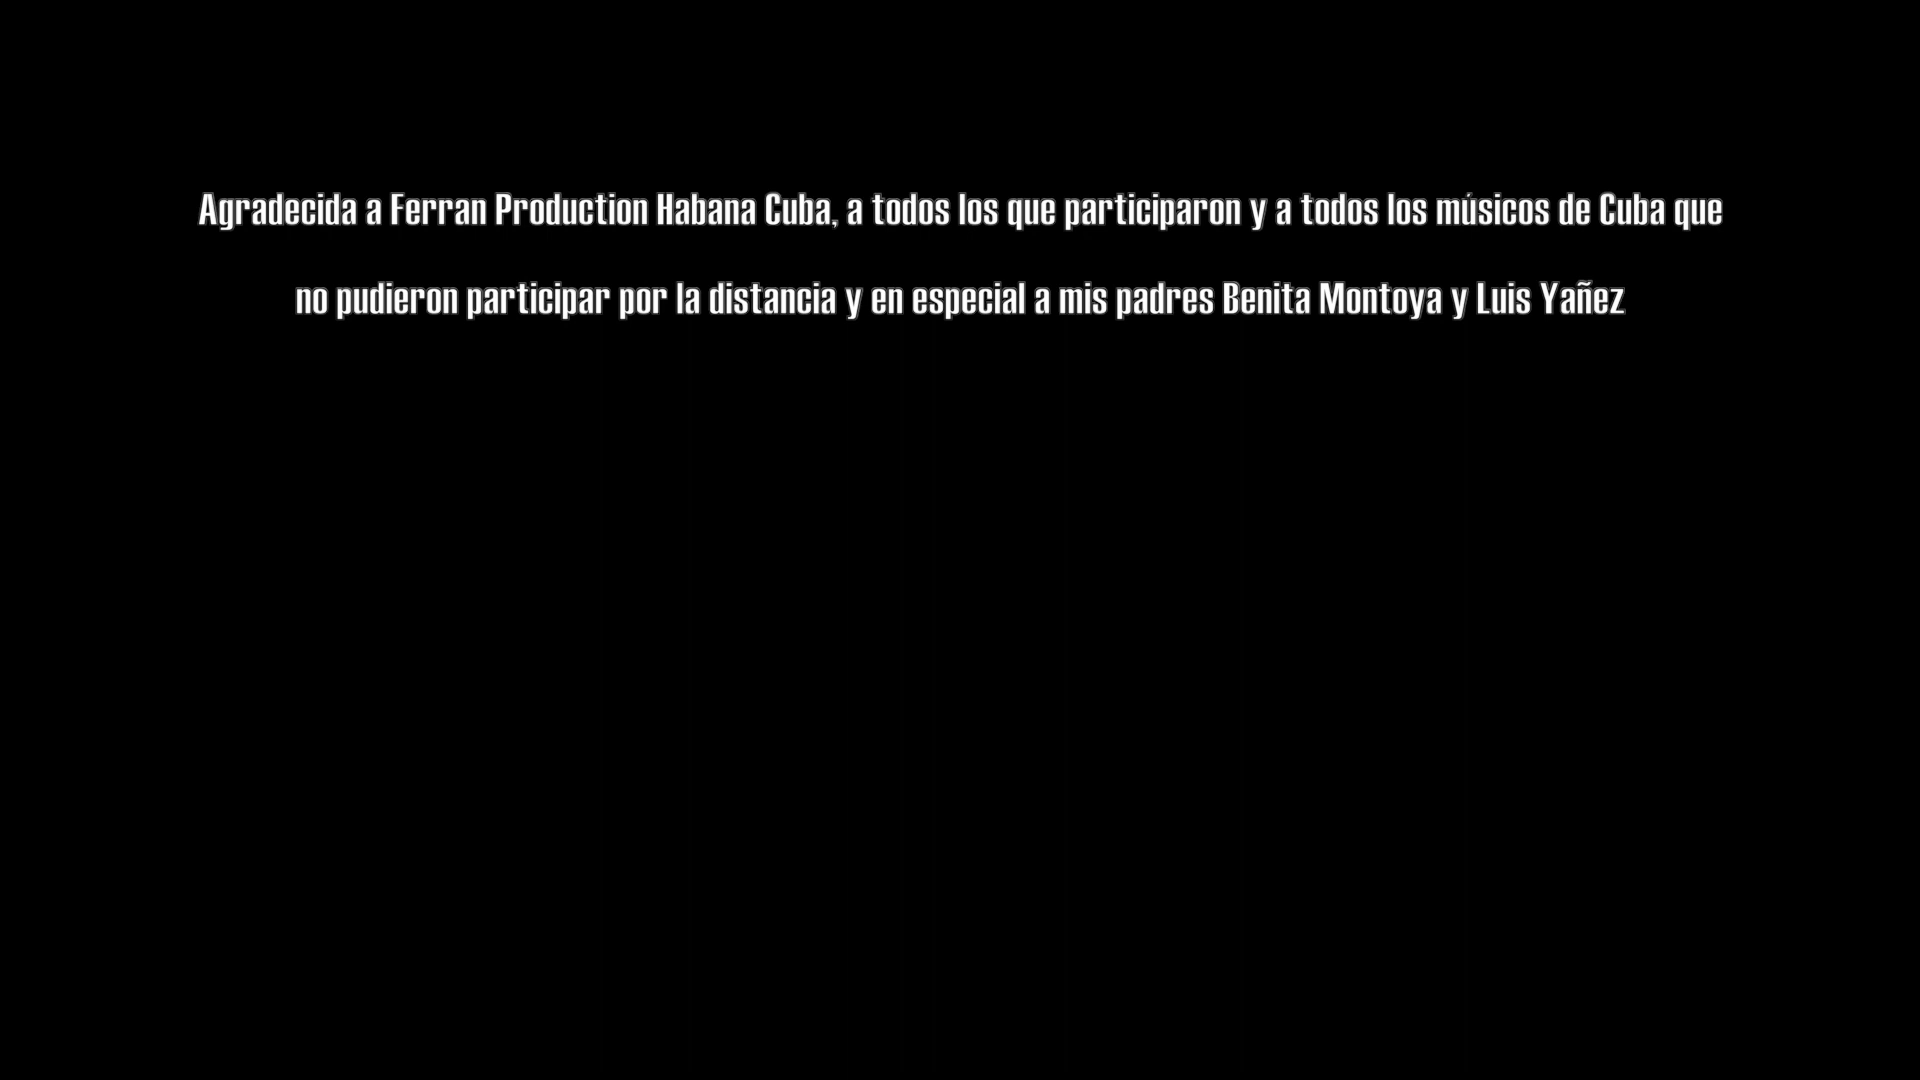 Agradecida a Ferran Production Habana Cuba, a todos los que participaron y a todos los músicos de Cuba que
no pudieron participar por la distancia y en especial a mis padres Benita Montoya y Luis Yañez